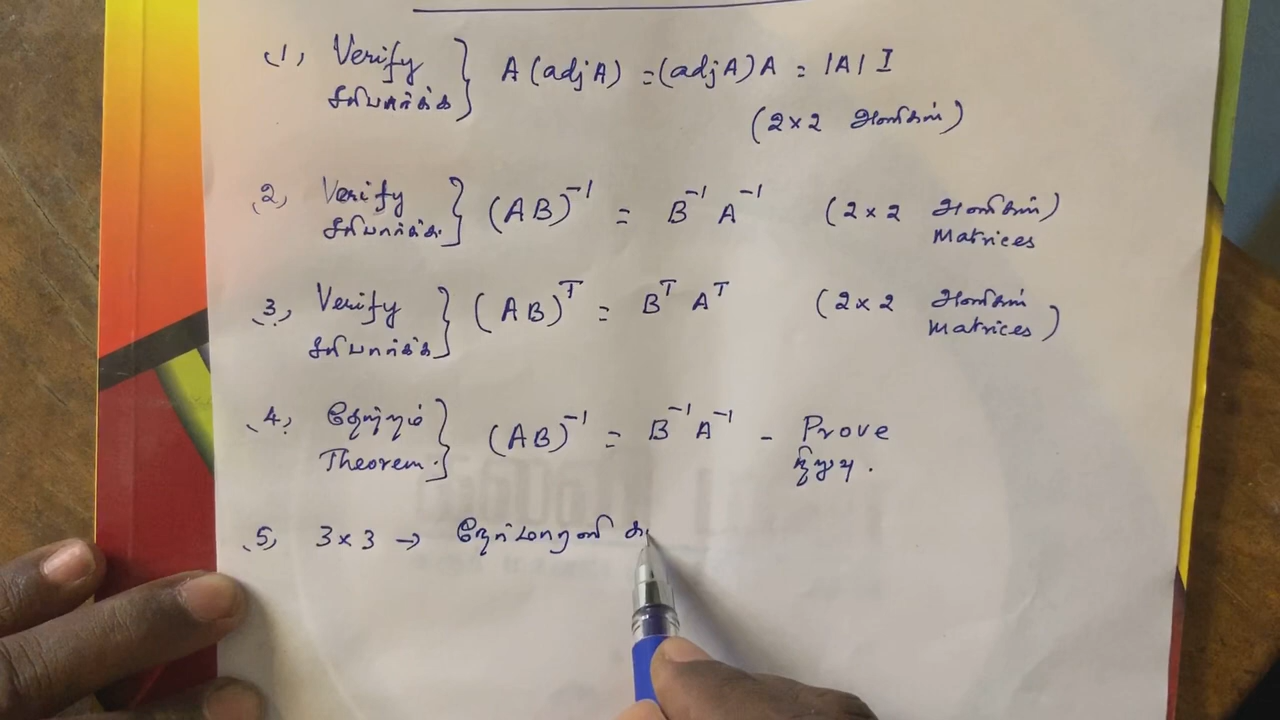 1, Verify } A (adj A) = (adj A) A = |A| I
சரிபார்க்க
(2 × 2 அணிகள்)
2, Verify } (AB)⁻¹ = B⁻¹ A⁻¹ (2 × 2 அணிகள்)
சரிபார்க்க. Matrices
3, Verify } (AB)ᵀ = Bᵀ Aᵀ (2 × 2 அணிகள்
சரிபார்க்க Matrices)
4, தேற்றம் } (AB)⁻¹ = B⁻¹ A⁻¹ - Prove
Theorem. நிறுவு.
5, 3 × 3 → நேர்மாறணி க